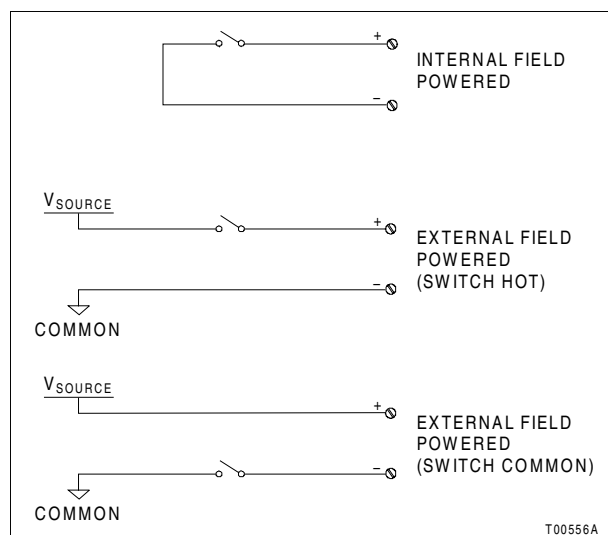 +
INTERNAL FIELD
POWERED
–
VSOURCE
+
EXTERNAL FIELD
POWERED
(SWITCH HOT)
–
COMMON
VSOURCE
+
EXTERNAL FIELD
POWERED
(SWITCH COMMON)
–
COMMON
T00556A